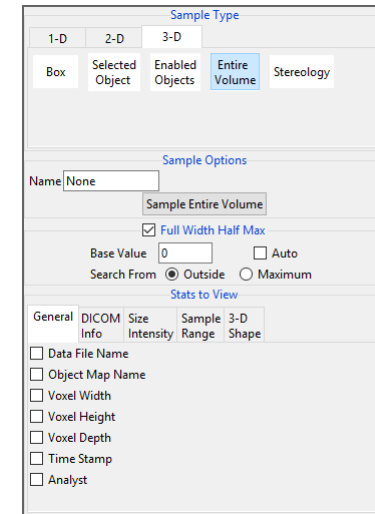 Sample Type
1-D 2-D 3-D
Box Selected Object Enabled Objects Entire Volume Stereology
Sample Options
Name None
Sample Entire Volume
Full Width Half Max
Base Value 0 Auto
Search From Outside Maximum
Stats to View
General DICOM Info Size Intensity Sample Range 3-D Shape
Data File Name
Object Map Name
Voxel Width
Voxel Height
Voxel Depth
Time Stamp
Analyst